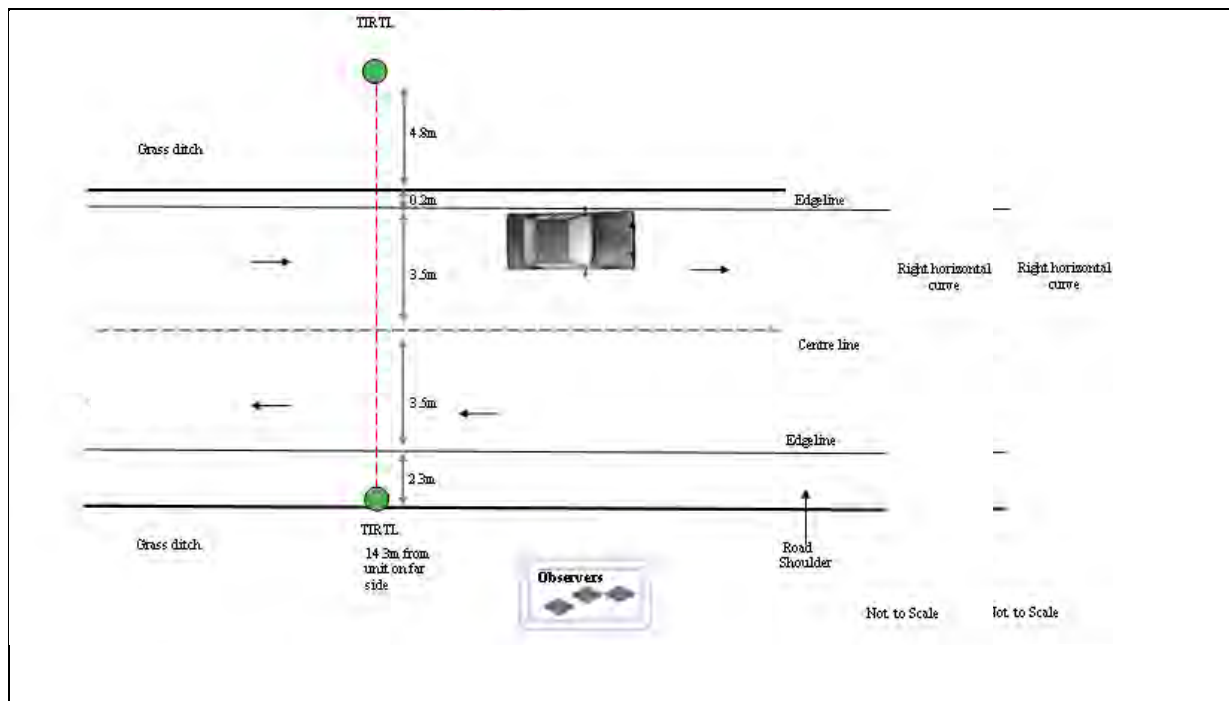 TIRTL
4.8m
Grass ditch
0.2m
Edgeline
3.5m
Right horizontal
curve
Right horizontal
curve
Centre line
3.5m
Edgeline
2.3m
TIRTL
14.3m from
unit on far
side
Grass ditch
Road
Shoulder
Observers
Not to Scale
Not to Scale